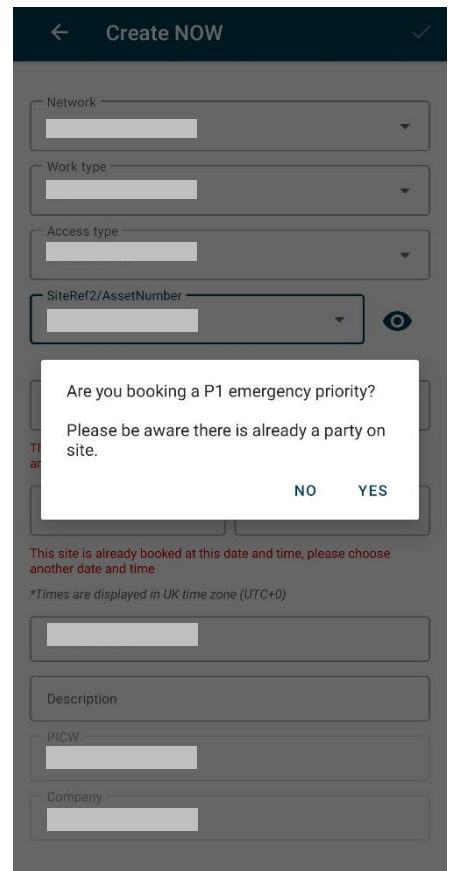 Create NOW
Network
Work type
Access type
SiteRef2/AssetNumber
Are you booking a P1 emergency priority?
Please be aware there is already a party on
site.
NO YES
This site is already booked at this date and time, please choose
another date and time
*Times are displayed in UK time zone (UTC+0)
Description
PICW
Company